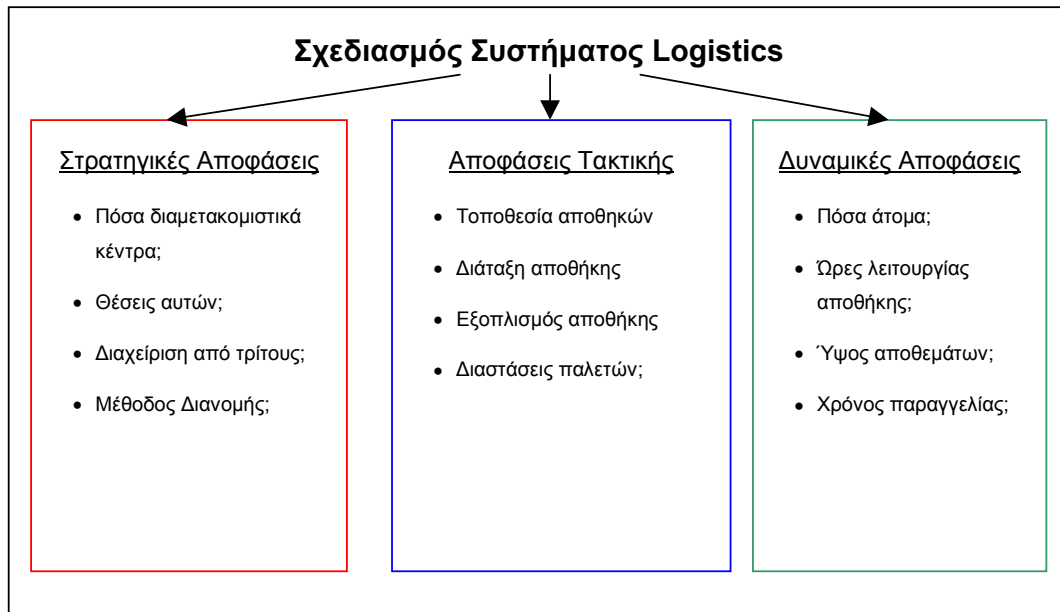 Σχεδιασμός Συστήματος Logistics
Στρατηγικές Αποφάσεις
• Πόσα διαμετακομιστικά
κέντρα;
• Θέσεις αυτών;
• Διαχείριση από τρίτους;
• Μέθοδος Διανομής;
Αποφάσεις Τακτικής
• Τοποθεσία αποθηκών
• Διάταξη αποθήκης
• Εξοπλισμός αποθήκης
• Διαστάσεις παλετών;
Δυναμικές Αποφάσεις
• Πόσα άτομα;
• Ώρες λειτουργίας
αποθήκης;
• Ύψος αποθεμάτων;
• Χρόνος παραγγελίας;